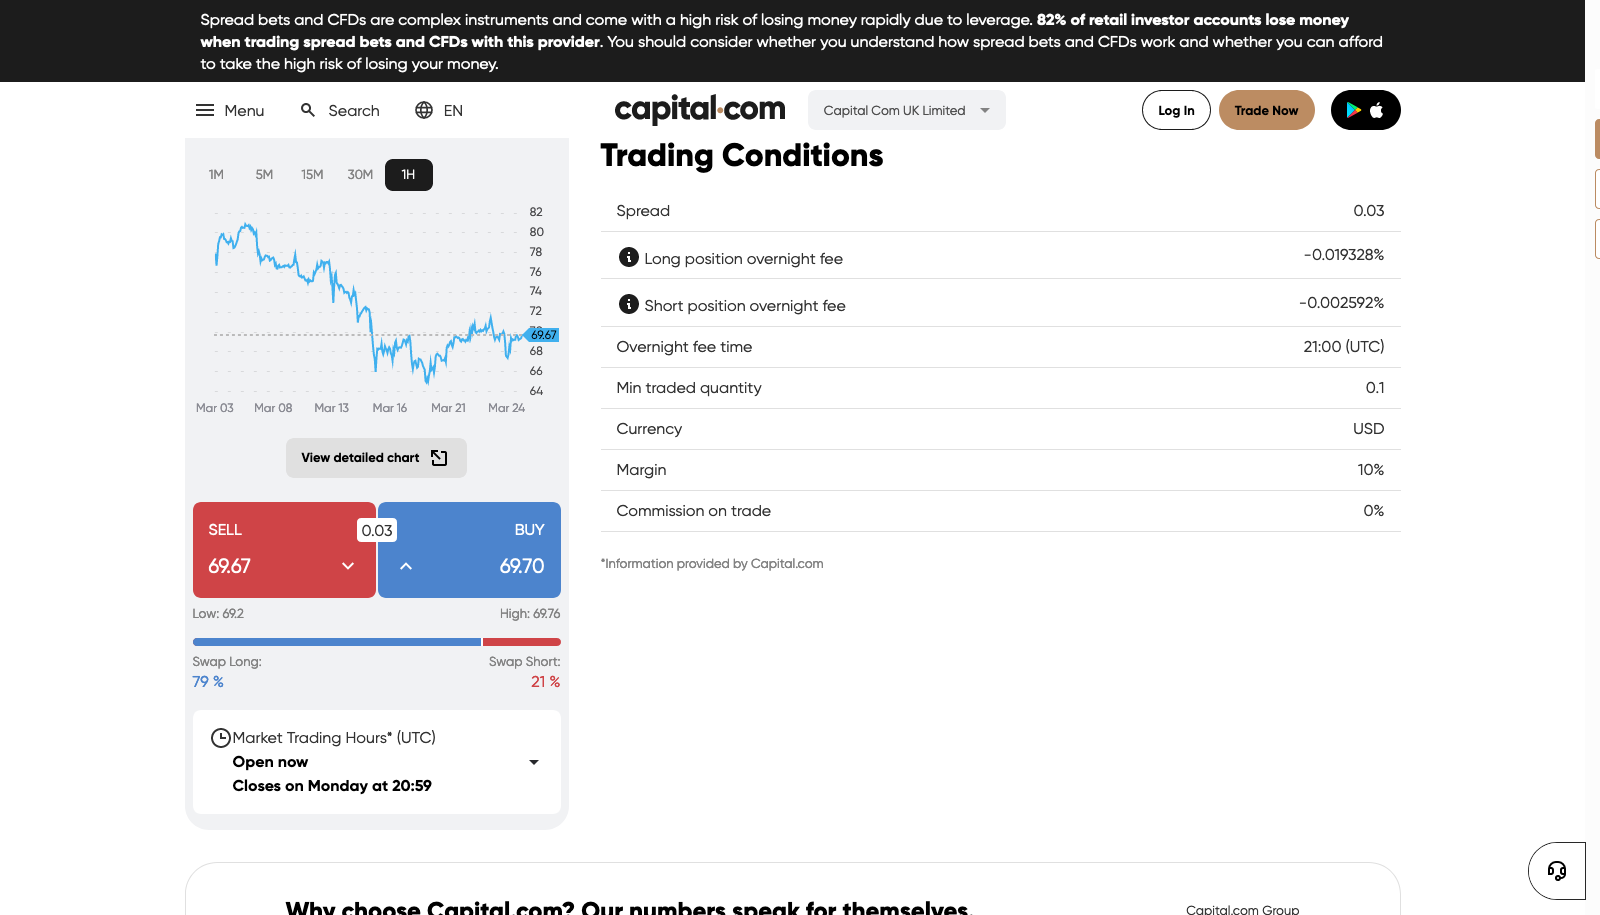 Spread bets and CFDs are complex instruments and come with a high risk of losing money rapidly due to leverage. 82% of retail investor accounts lose money
when trading spread bets and CFDs with this provider. You should consider whether you understand how spread bets and CFDs work and whether you can afford
to take the high risk of losing your money.
Menu
Search
EN
capital.com
Capital Com UK Limited
Log In
Trade Now
1M 5M 15M 30M 1H
82
80
78
76
74
72
69.67
68
66
64
Mar 03 Mar 08 Mar 13 Mar 16 Mar 21 Mar 24
View detailed chart
SELL
0.03
BUY
69.67
69.70
Low: 69.2
High: 69.76
Swap Long:
Swap Short:
79 %
21 %
Market Trading Hours* (UTC)
Open now
Closes on Monday at 20:59
Trading Conditions
Spread 0.03
Long position overnight fee -0.019328%
Short position overnight fee -0.002592%
Overnight fee time 21:00 (UTC)
Min traded quantity 0.1
Currency USD
Margin 10%
Commission on trade 0%
*Information provided by Capital.com
Why choose Capital.com? Our numbers speak for themselves.
Capital.com Group